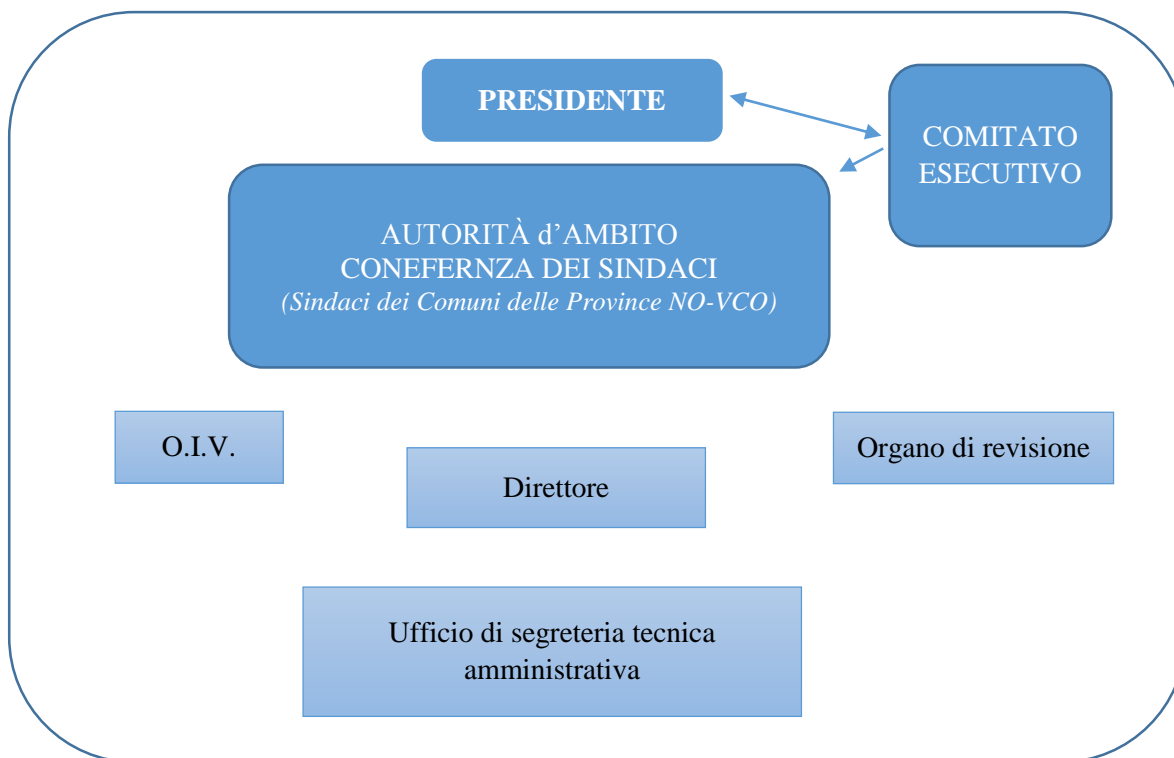 PRESIDENTE
COMITATO
ESECUTIVO
AUTORITÀ d’AMBITO
CONEFERNZA DEI SINDACI
(Sindaci dei Comuni delle Province NO-VCO)
O.I.V.
Organo di revisione
Direttore
Ufficio di segreteria tecnica
amministrativa